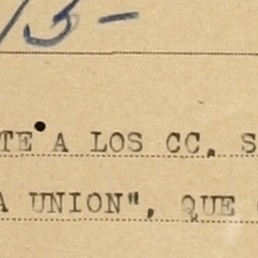 13-
TE A LOS CC. S
A UNION", QUE